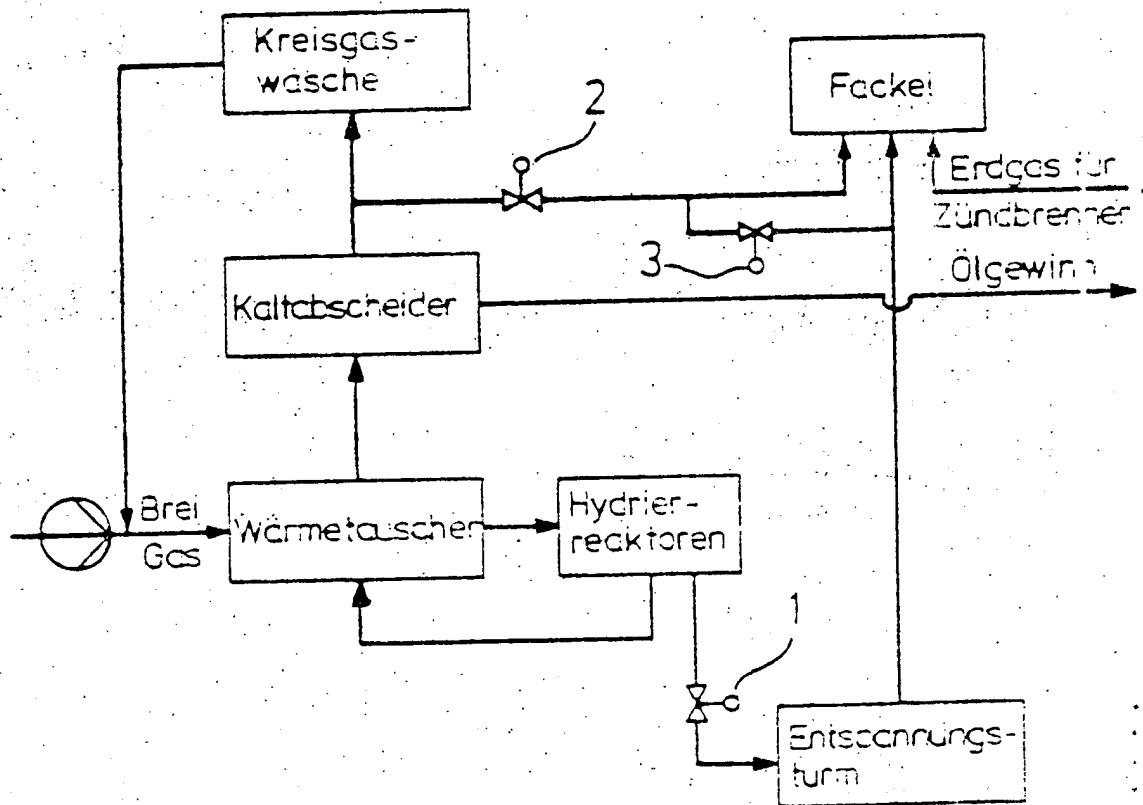 Kreisgas-
wäsche
Fackel
2
Erdgas für
Zündbrenner
3
Ölgewinn
Kaltabscheider
Brei
Gas
Wärmetauscher
Hydrier-
reaktoren
1
Entspannungs-
turm